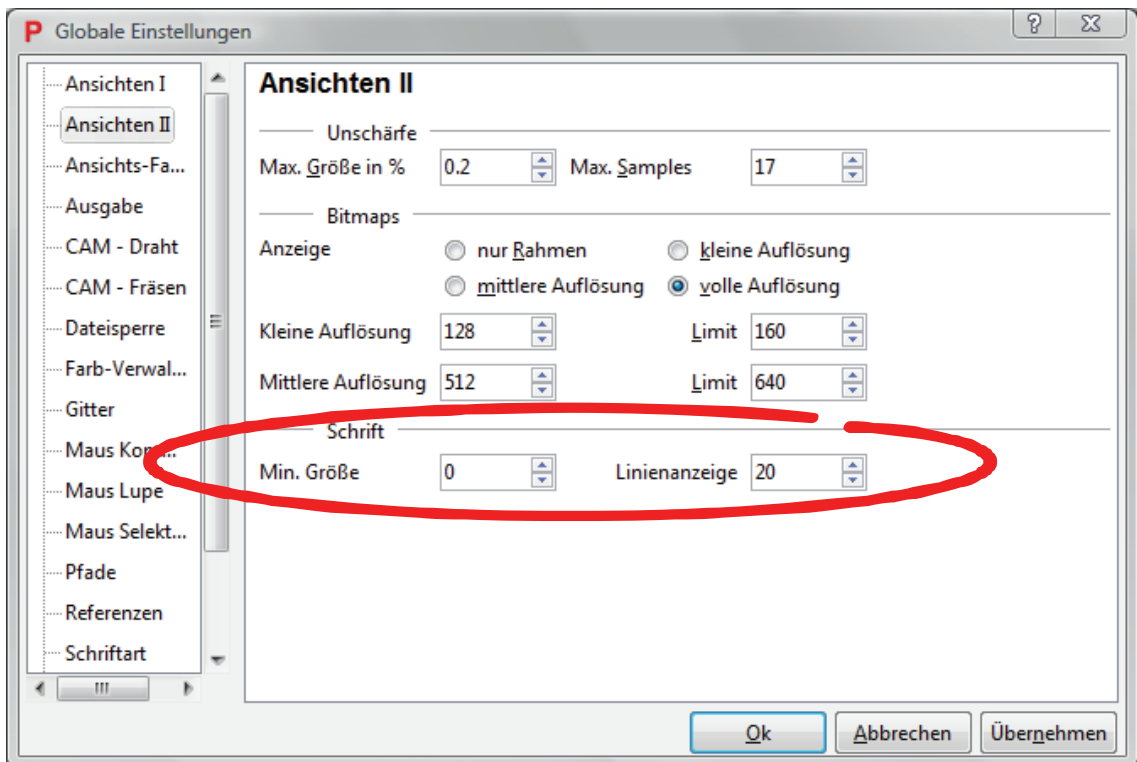 P Globale Einstellungen
Ansichten I
Ansichten II
Ansichts-Fa...
Ausgabe
CAM - Draht
CAM - Fräsen
Dateisperre
Farb-Verwal...
Gitter
Maus Kon...
Maus Lupe
Maus Selekt...
Pfade
Referenzen
Schriftart
Ansichten II
Unschärfe
Max. Größe in % 0.2 Max. Samples 17
Bitmaps
Anzeige nur Rahmen kleine Auflösung
mittlere Auflösung volle Auflösung
Kleine Auflösung 128 Limit 160
Mittlere Auflösung 512 Limit 640
Schrift
Min. Größe 0 Linienanzeige 20
Ok Abbrechen Übernehmen